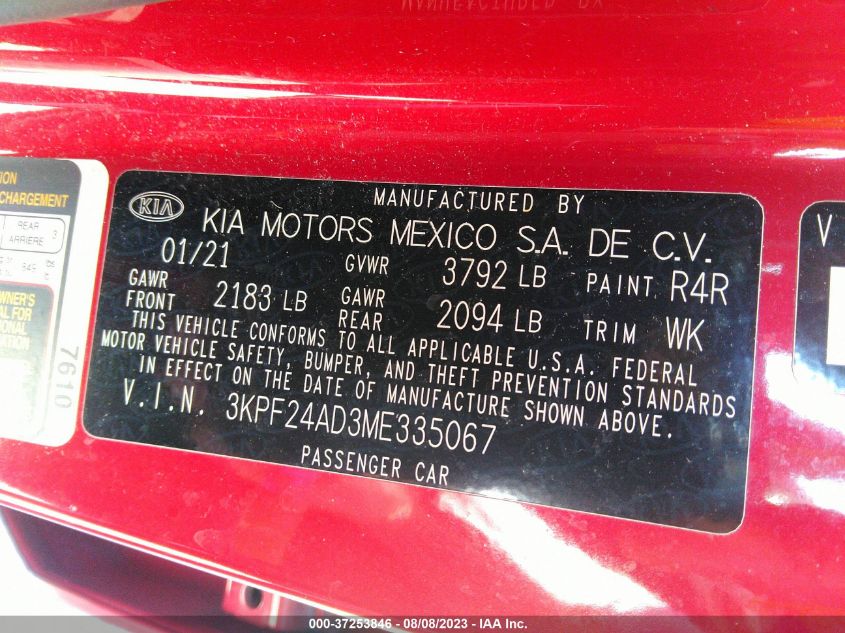 MANUFACTURED BY
KIA KIA MOTORS MEXICO S.A. DE C.V.
01/21 GVWR 3792 LB PAINT R4R
GAWR FRONT 2183 LB GAWR REAR 2094 LB TRIM WK
THIS VEHICLE CONFORMS TO ALL APPLICABLE U.S.A. FEDERAL
MOTOR VEHICLE SAFETY, BUMPER, AND THEFT PREVENTION STANDARDS
IN EFFECT ON THE DATE OF MANUFACTURE SHOWN ABOVE.
V.I.N. 3KPF24AD3ME335067
PASSENGER CAR
CHARGEMENT
REAR 3
ARRIERE
7610
V
000-37253846 - 08/08/2023 - IAA Inc.